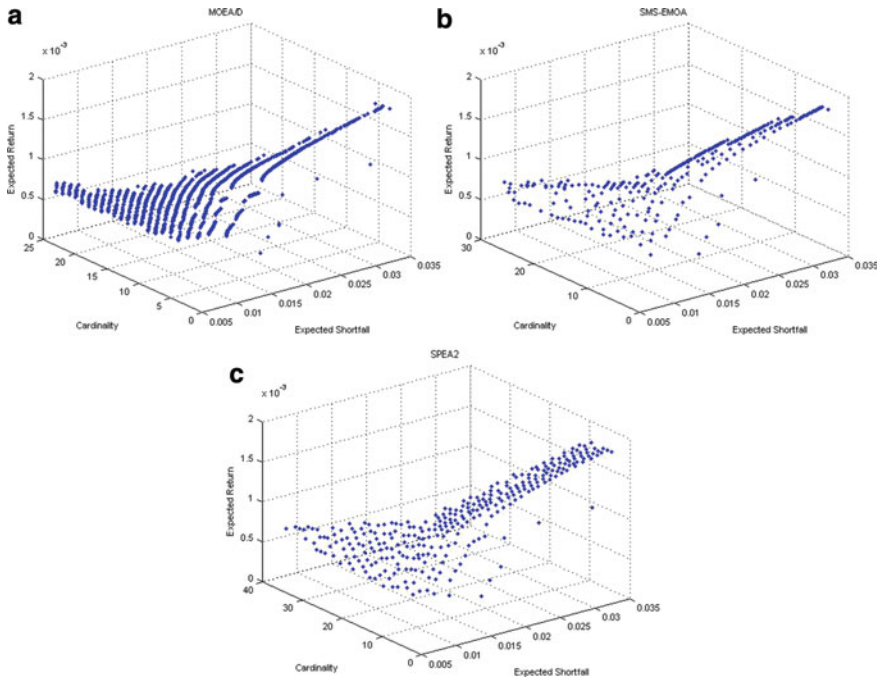 a
MOEA/D
x 10⁻³
2
1.5
1
0.5
0
Expected Return
25
20
15
10
5
0
Cardinality
0.005
0.01
0.015
0.02
0.025
0.03
0.035
Expected Shortfall
b
SMS-EMOA
x 10⁻³
2
1.5
1
0.5
0
Expected Return
30
20
10
0
Cardinality
0.005
0.01
0.015
0.02
0.025
0.03
0.035
Expected Shortfall
c
SPEA2
x 10⁻³
2
1.5
1
0.5
0
Expected Return
40
30
20
10
0
Cardinality
0.005
0.01
0.015
0.02
0.025
0.03
0.035
Expected Shortfall